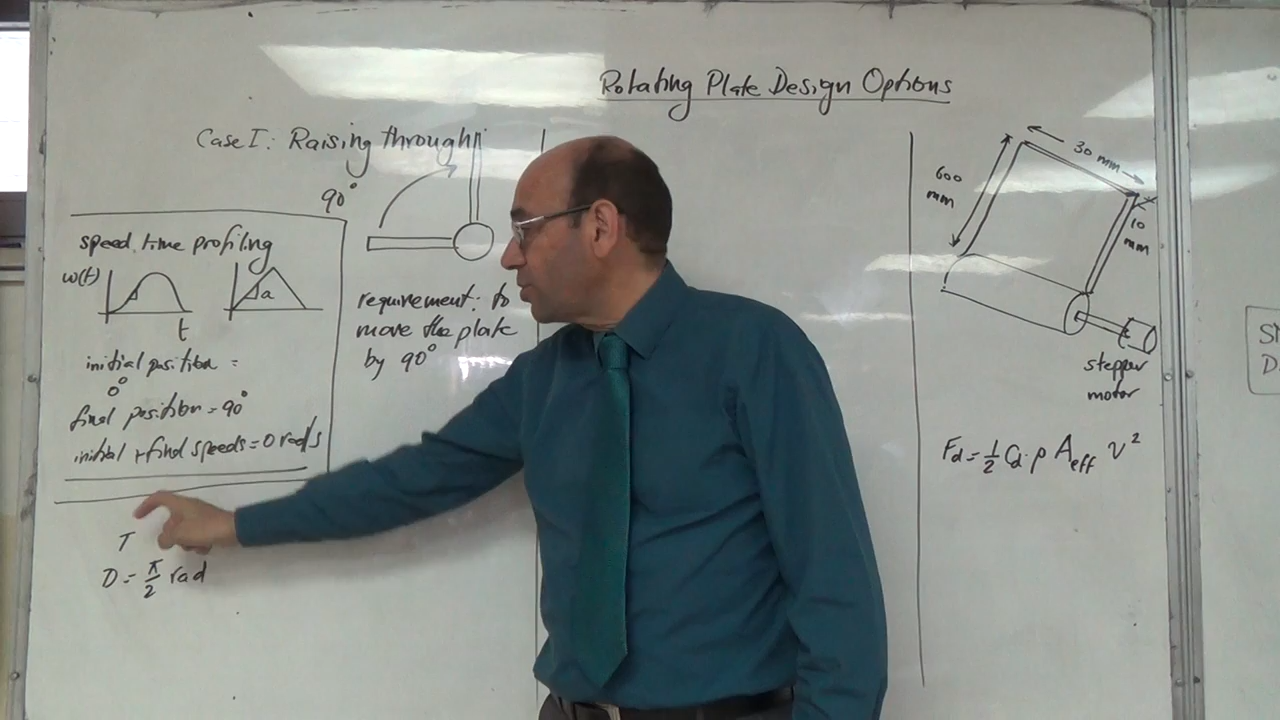 Rotating Plate Design Options
Case I: Raising through
90°
speed time profiling
ω(t)
t
a
initial position =
0°
final position = 90°
initial + final speeds = 0 rad/s
T
D = π/2 rad
requirement: to
move the plate
by 90°
30 mm
600
mm
10
mm
stepper
motor
Fd = 1/2 Cd · ρ Aeff v²